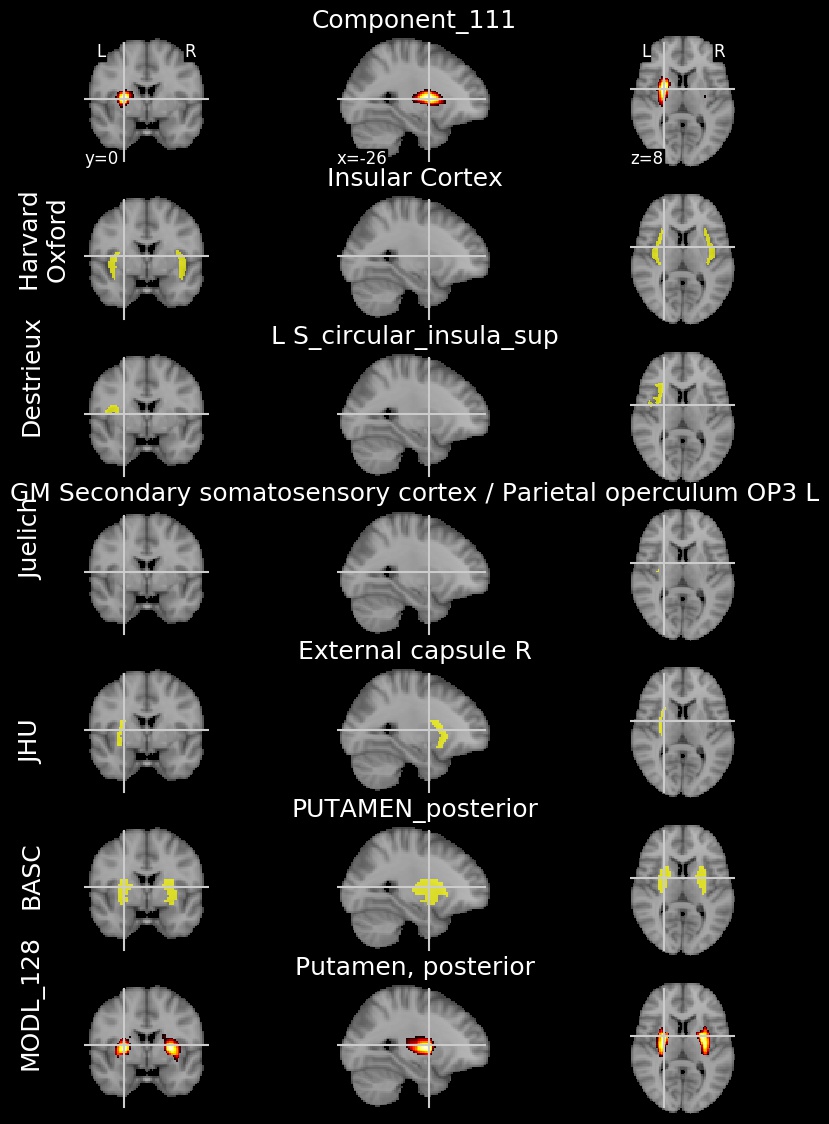 Component_111
L R L R
y=0 x=-26 z=8
Insular Cortex
Harvard
Oxford
L S_circular_insula_sup
Destrieux
GM Secondary somatosensory cortex / Parietal operculum OP3 L
Juelich
External capsule R
JHU
PUTAMEN_posterior
BASC
Putamen, posterior
MODL_128